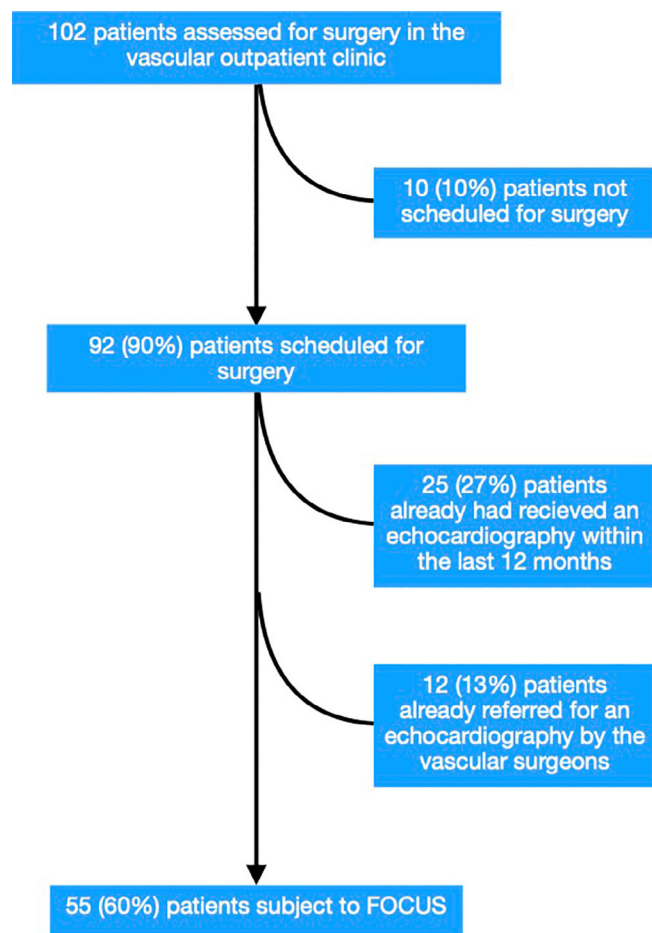 102 patients assessed for surgery in the
vascular outpatient clinic
10 (10%) patients not
scheduled for surgery
92 (90%) patients scheduled for
surgery
25 (27%) patients
already had recieved an
echocardiography within
the last 12 months
12 (13%) patients
already referred for an
echocardiography by the
vascular surgeons
55 (60%) patients subject to FOCUS